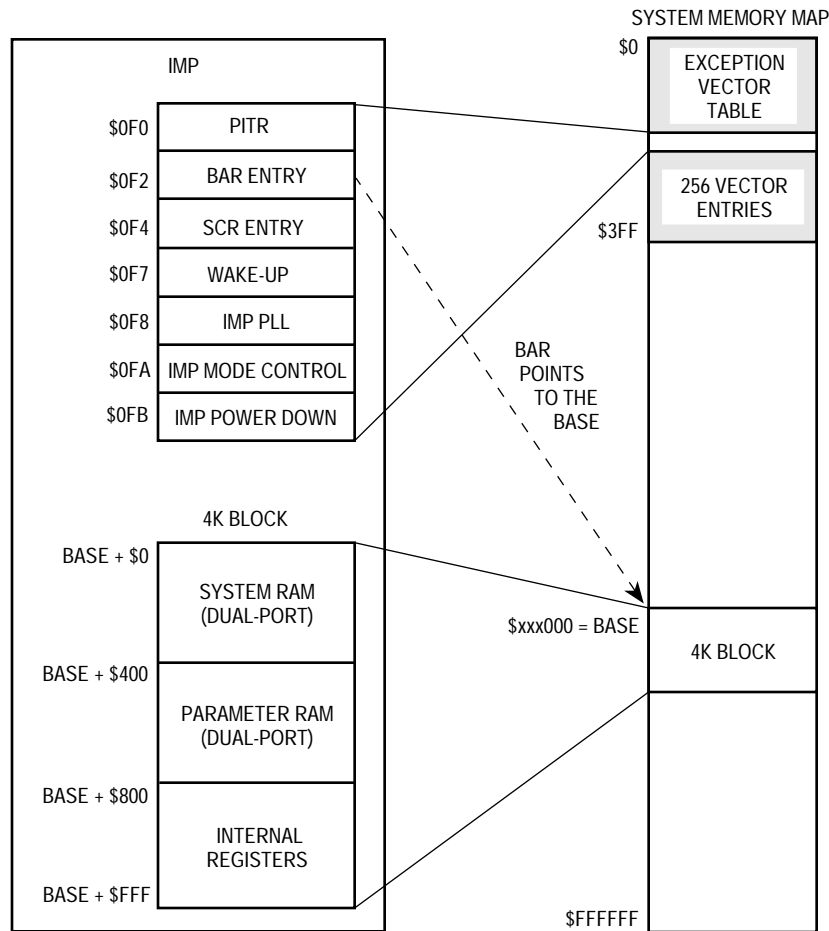 SYSTEM MEMORY MAP
$0
EXCEPTION
VECTOR
TABLE
256 VECTOR
ENTRIES
$3FF
IMP
$0F0
PITR
$0F2
BAR ENTRY
$0F4
SCR ENTRY
$0F7
WAKE-UP
$0F8
IMP PLL
$0FA
IMP MODE CONTROL
$0FB
IMP POWER DOWN
BAR
POINTS
TO THE
BASE
4K BLOCK
BASE + $0
SYSTEM RAM
(DUAL-PORT)
BASE + $400
PARAMETER RAM
(DUAL-PORT)
BASE + $800
INTERNAL
REGISTERS
BASE + $FFF
$xxx000 = BASE
4K BLOCK
$FFFFFF